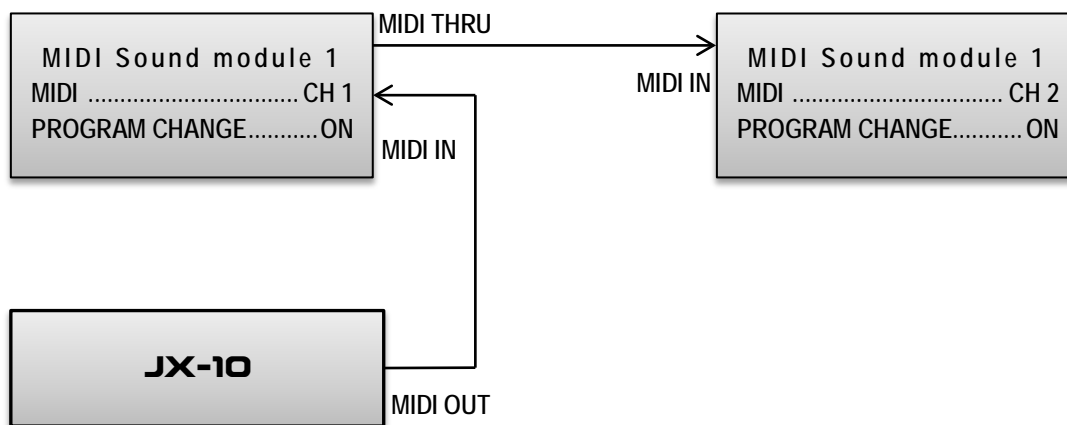 MIDI THRU
MIDI Sound module 1
MIDI ................................ CH 1
PROGRAM CHANGE...........ON
MIDI IN
MIDI Sound module 1
MIDI ................................ CH 2
PROGRAM CHANGE...........ON
MIDI IN
JX-10
MIDI OUT